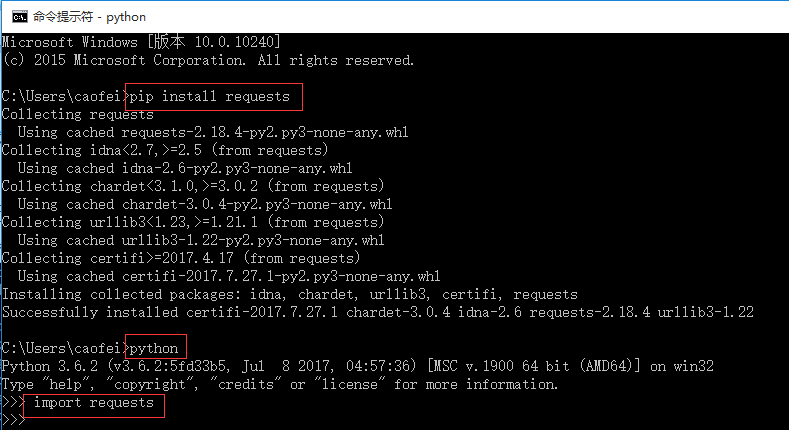 命令提示符 - python
Microsoft Windows [版本 10.0.10240]
(c) 2015 Microsoft Corporation. All rights reserved.
C:\Users\caofei>pip install requests
Collecting requests
  Using cached requests-2.18.4-py2.py3-none-any.whl
Collecting idna<2.7,>=2.5 (from requests)
  Using cached idna-2.6-py2.py3-none-any.whl
Collecting chardet<3.1.0,>=3.0.2 (from requests)
  Using cached chardet-3.0.4-py2.py3-none-any.whl
Collecting urllib3<1.23,>=1.21.1 (from requests)
  Using cached urllib3-1.22-py2.py3-none-any.whl
Collecting certifi>=2017.4.17 (from requests)
  Using cached certifi-2017.7.27.1-py2.py3-none-any.whl
Installing collected packages: idna, chardet, urllib3, certifi, requests
Successfully installed certifi-2017.7.27.1 chardet-3.0.4 idna-2.6 requests-2.18.4 urllib3-1.22
C:\Users\caofei>python
Python 3.6.2 (v3.6.2:5fd33b5, Jul  8 2017, 04:57:36) [MSC v.1900 64 bit (AMD64)] on win32
Type "help", "copyright", "credits" or "license" for more information.
>>> import requests
>>>